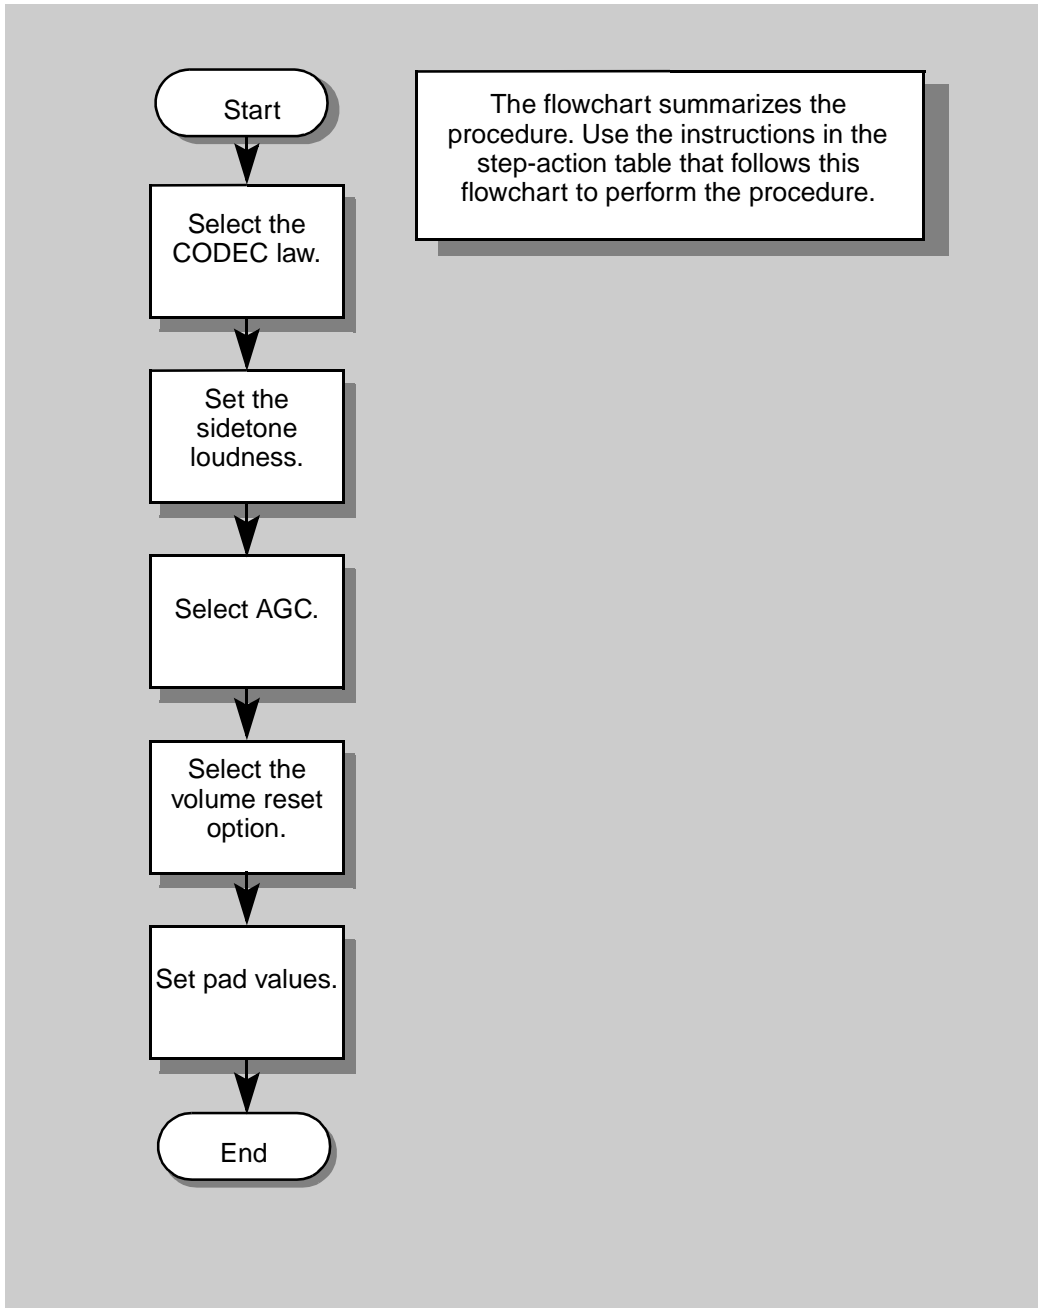 Start
The flowchart summarizes the
procedure. Use the instructions in the
step-action table that follows this
flowchart to perform the procedure.
Select the
CODEC law.
Set the
sidetone
loudness.
Select AGC.
Select the
volume reset
option.
Set pad values.
End